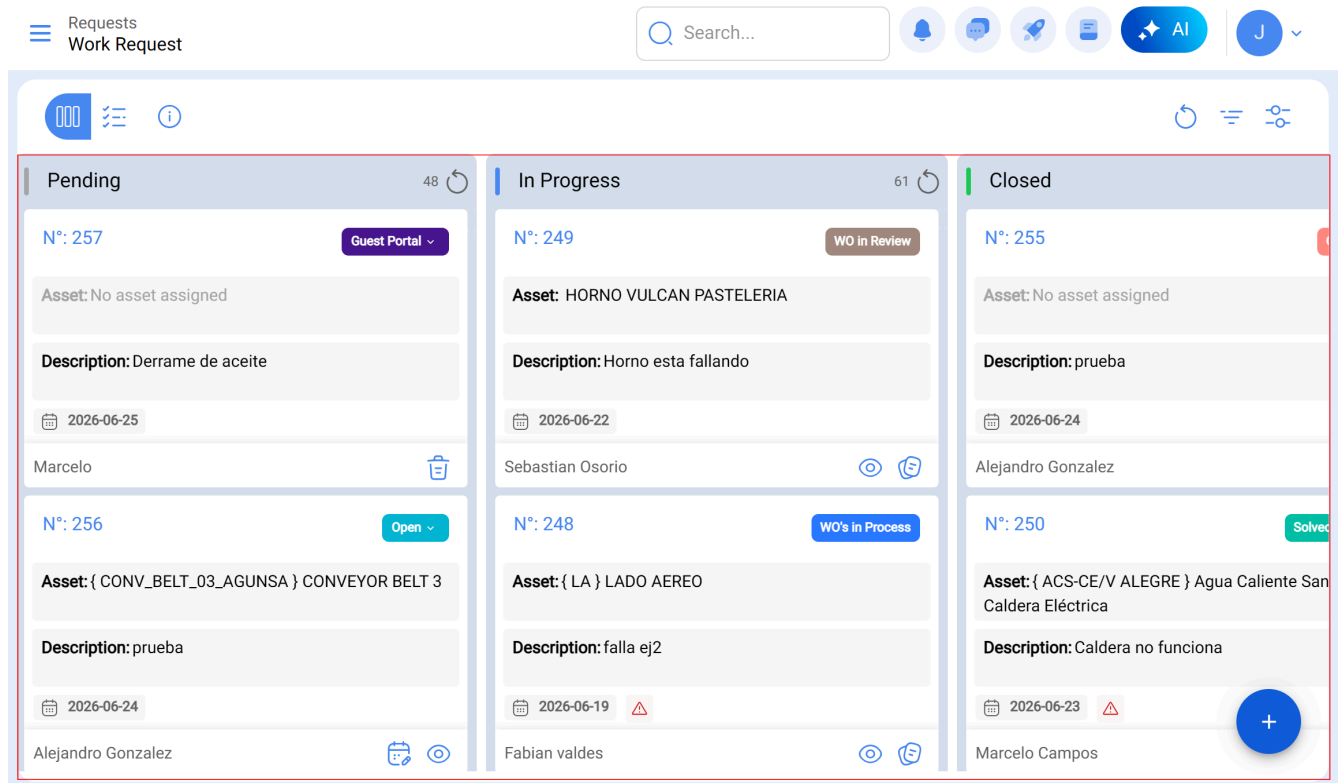 Requests
Work Request
Search...
AI
J
Pending
48
N°: 257
Guest Portal
Asset: No asset assigned
Description: Derrame de aceite
2026-06-25
Marcelo
N°: 256
Open
Asset: { CONV_BELT_03_AGUNSA } CONVEYOR BELT 3
Description: prueba
2026-06-24
Alejandro Gonzalez
In Progress
61
N°: 249
WO in Review
Asset: HORNO VULCAN PASTELERIA
Description: Horno esta fallando
2026-06-22
Sebastian Osorio
N°: 248
WO's in Process
Asset: { LA } LADO AEREO
Description: falla ej2
2026-06-19
Fabian valdes
Closed
N°: 255
Asset: No asset assigned
Description: prueba
2026-06-24
Alejandro Gonzalez
N°: 250
Solved
Asset: { ACS-CE/V ALEGRE } Agua Caliente San
Caldera Eléctrica
Description: Caldera no funciona
2026-06-23
Marcelo Campos